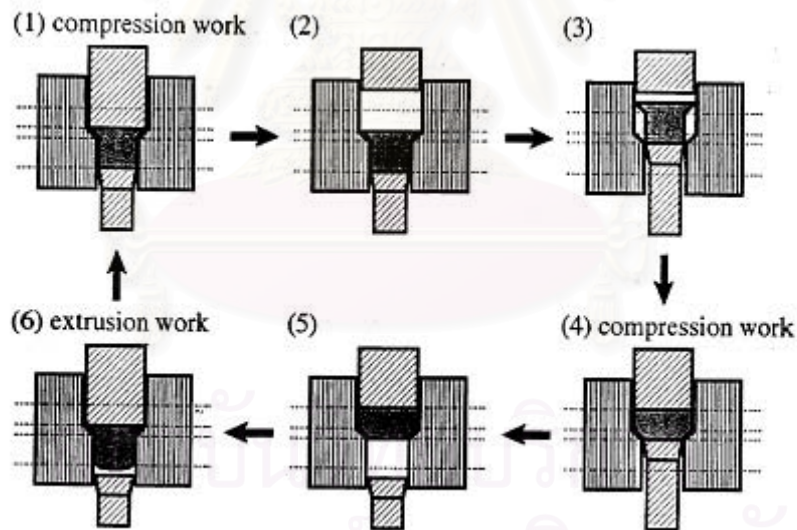 (1) compression work (2) (3)
(6) extrusion work (5) (4) compression work